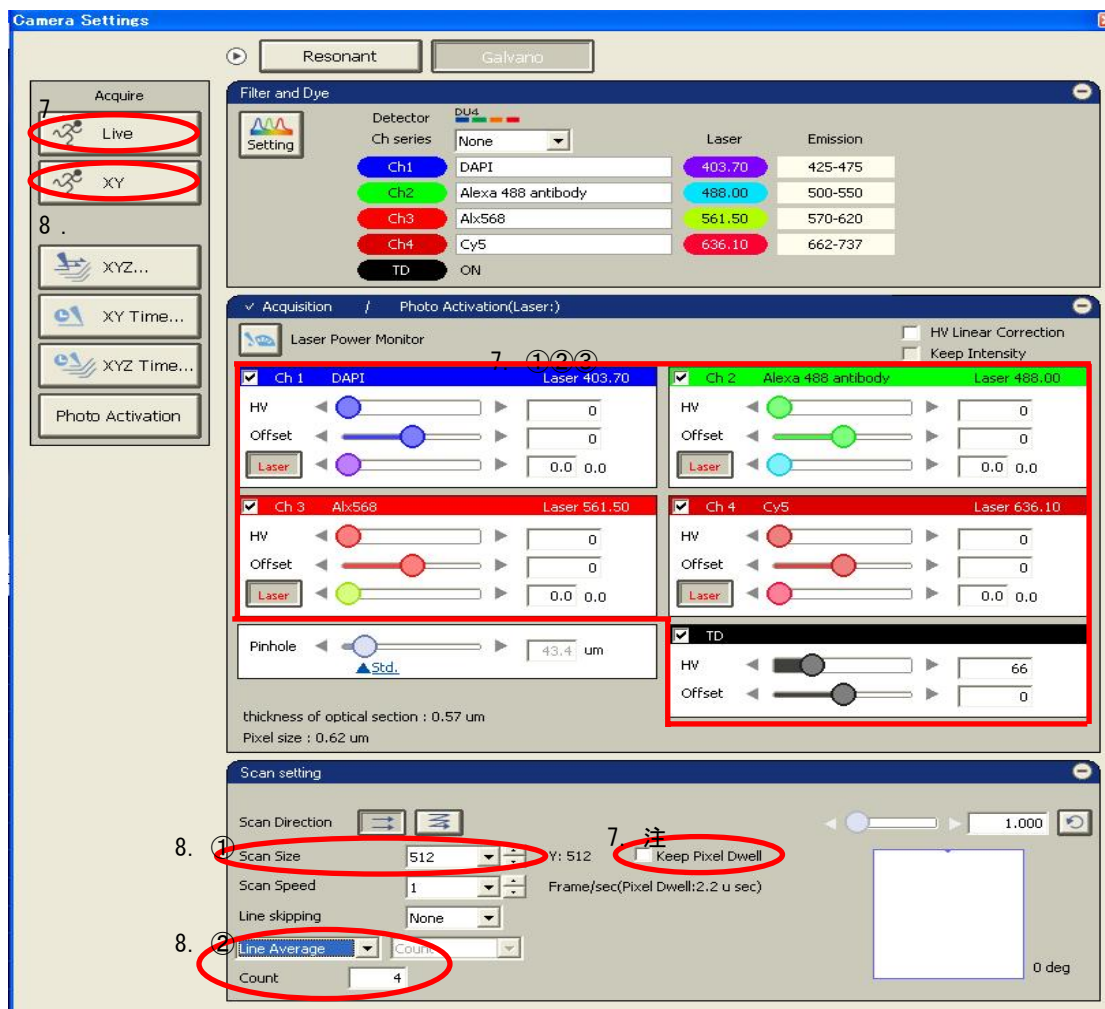 Camera Settings
Resonant Galvano
Acquire
7
Live
XY
8 .
XYZ...
XY Time...
XYZ Time...
Photo Activation
Filter and Dye
Setting
Detector DU4
Ch series None Laser Emission
Ch1 DAPI 403.70 425-475
Ch2 Alexa 488 antibody 488.00 500-550
Ch3 Alx568 561.50 570-620
Ch4 Cy5 636.10 662-737
TD ON
Acquisition / Photo Activation(Laser:)
Laser Power Monitor
HV Linear Correction
Keep Intensity
7. ①②③
Ch 1 DAPI Laser 403.70
HV 0
Offset 0
Laser 0.0 0.0
Ch 2 Alexa 488 antibody Laser 488.00
HV 0
Offset 0
Laser 0.0 0.0
Ch 3 Alx568 Laser 561.50
HV 0
Offset 0
Laser 0.0 0.0
Ch 4 Cy5 Laser 636.10
HV 0
Offset 0
Laser 0.0 0.0
Pinhole 43.4 um
Std.
TD
HV 66
Offset 0
thickness of optical section : 0.57 um
Pixel size : 0.62 um
Scan setting
Scan Direction
1.000
7. 注
8. ①
Scan Size 512 Y: 512 Keep Pixel Dwell
Scan Speed 1 Frame/sec(Pixel Dwell:2.2 u sec)
Line skipping None
8. ②
Line Average Count
Count 4
0 deg